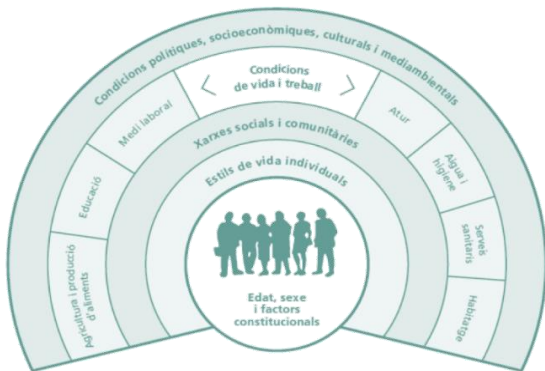 Condicions polítiques, socioeconòmiques, culturals i mediambientals
Condicions
de vida i treball
Agricultura i producció
d'aliments
Educació
Medi laboral
Atur
Aigua i
higiene
Serveis
sanitaris
Habitatge
Xarxes socials i comunitàries
Estils de vida individuals
Edat, sexe
i factors
constitucionals